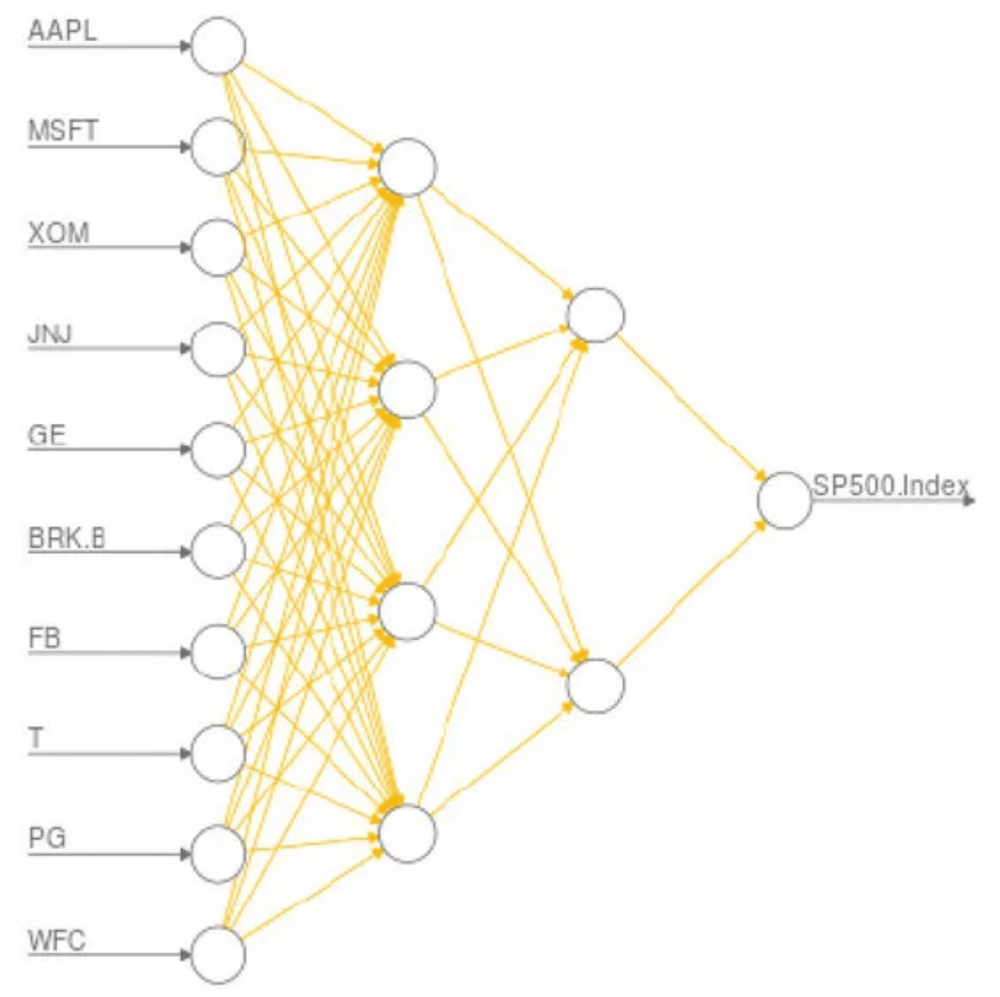 AAPL
MSFT
XOM
JNJ
GE
BRK.B
FB
T
PG
WFC
SP500.Index